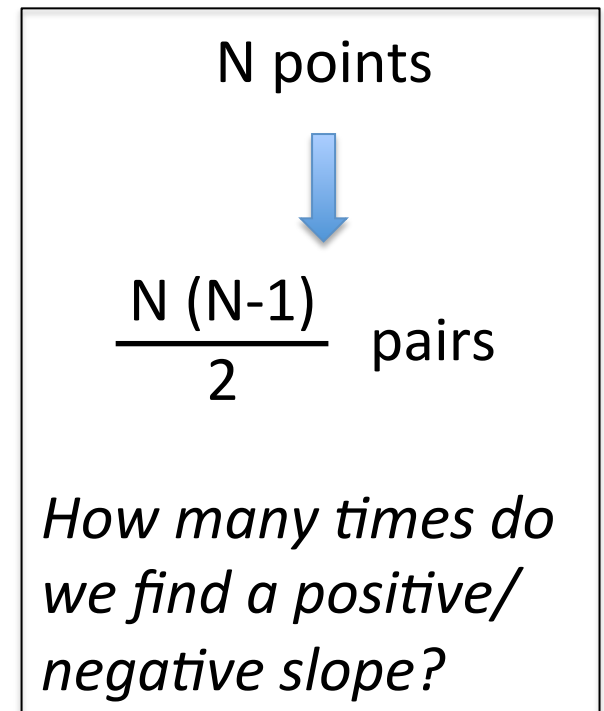 N points
N (N-1)
2
pairs
How many times do
we find a positive/
negative slope?